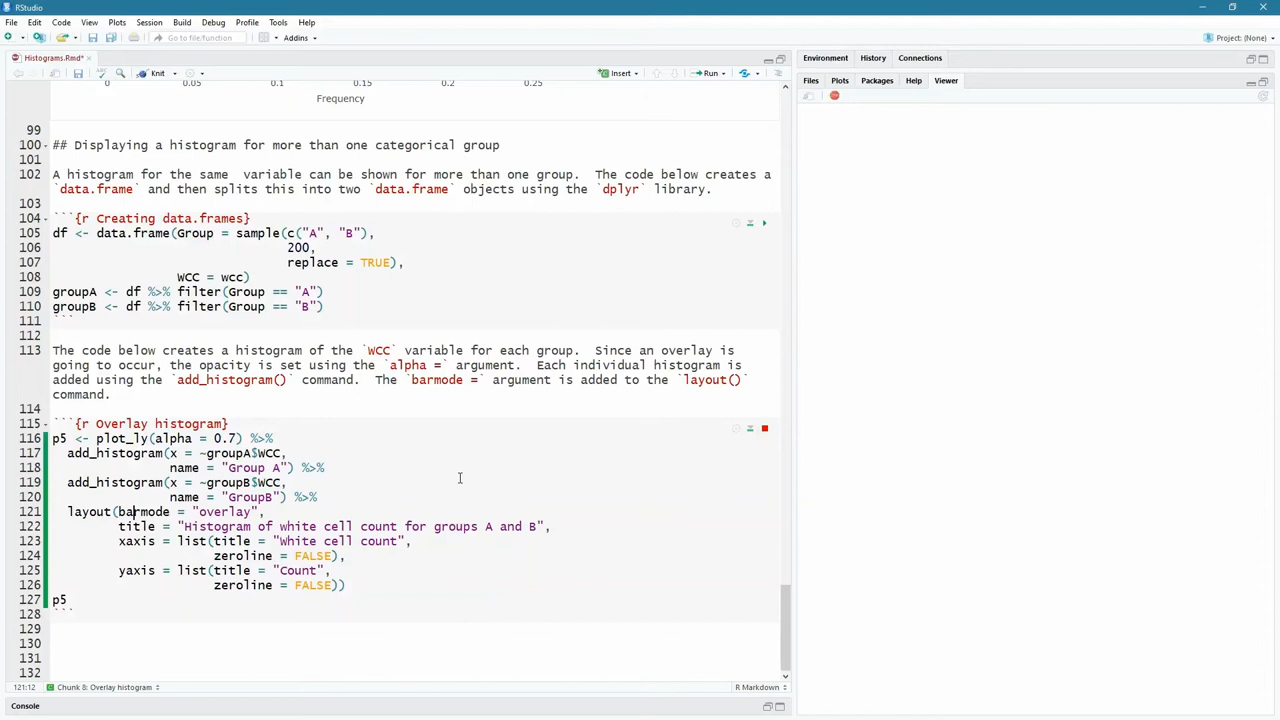 RStudio
File Edit Code View Plots Session Build Debug Profile Tools Help
Go to file/function Addins Project: (None)
Histograms.Rmd* Environment History Connections
Knit Insert Run Files Plots Packages Help Viewer
0 0.05 0.1 0.15 0.2 0.25
Frequency
99
100 ## Displaying a histogram for more than one categorical group
101
102 A histogram for the same  variable can be shown for more than one group.  The code below creates a
`data.frame` and then splits this into two `data.frame` objects using the `dplyr` library.
103
104 ```{r Creating data.frames}
105 df <- data.frame(Group = sample(c("A", "B"),
106 200,
107 replace = TRUE),
108 WCC = wcc)
109 groupA <- df %>% filter(Group == "A")
110 groupB <- df %>% filter(Group == "B")
111 ```
112
113 The code below creates a histogram of the `WCC` variable for each group.  Since an overlay is
going to occur, the opacity is set using the `alpha =` argument.  Each individual histogram is
added using the `add_histogram()` command.  The `barmode =` argument is added to the `layout()`
command.
114
115 ```{r Overlay histogram}
116 p5 <- plot_ly(alpha = 0.7) %>%
117 add_histogram(x = ~groupA$WCC,
118 name = "Group A") %>%
119 add_histogram(x = ~groupB$WCC,
120 name = "GroupB") %>%
121 layout(barmode = "overlay",
122 title = "Histogram of white cell count for groups A and B",
123 xaxis = list(title = "White cell count",
124 zeroline = FALSE),
125 yaxis = list(title = "Count",
126 zeroline = FALSE))
127 p5
128 ```
129
130
131
132
121:12 Chunk 8: Overlay histogram R Markdown
Console